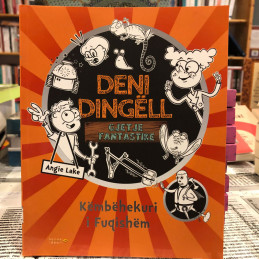 DENI
DINGËLL
GJETJE
FANTASTIKE
Angie Lake
Këmbëhekuri
i Fuqishëm